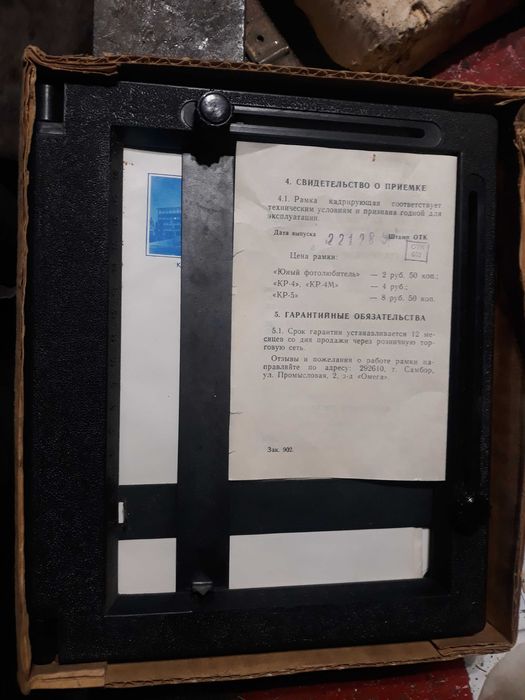 4. СВИДЕТЕЛЬСТВО О ПРИЕМКЕ
4.1. Рамка кадрирующая соответствует
техническим условиям и признана годной для
эксплуатации.
Дата выпуска Штамп ОТК
ОТК
Цена рамки:
«Юный фотолюбитель» — 2 руб. 50 коп.;
«КР-4», «КР-4М» — 4 руб.;
«КР-5» — 8 руб. 50 коп.
5. ГАРАНТИЙНЫЕ ОБЯЗАТЕЛЬСТВА
5.1. Срок гарантии устанавливается 12 ме-
сяцев со дня продажи через розничную тор-
говую сеть.
Отзывы и пожелания о работе рамки на-
правляйте по адресу: 292610, г. Самбор,
ул. Промысловая, 2, з-д «Омега».
Зак. 902.